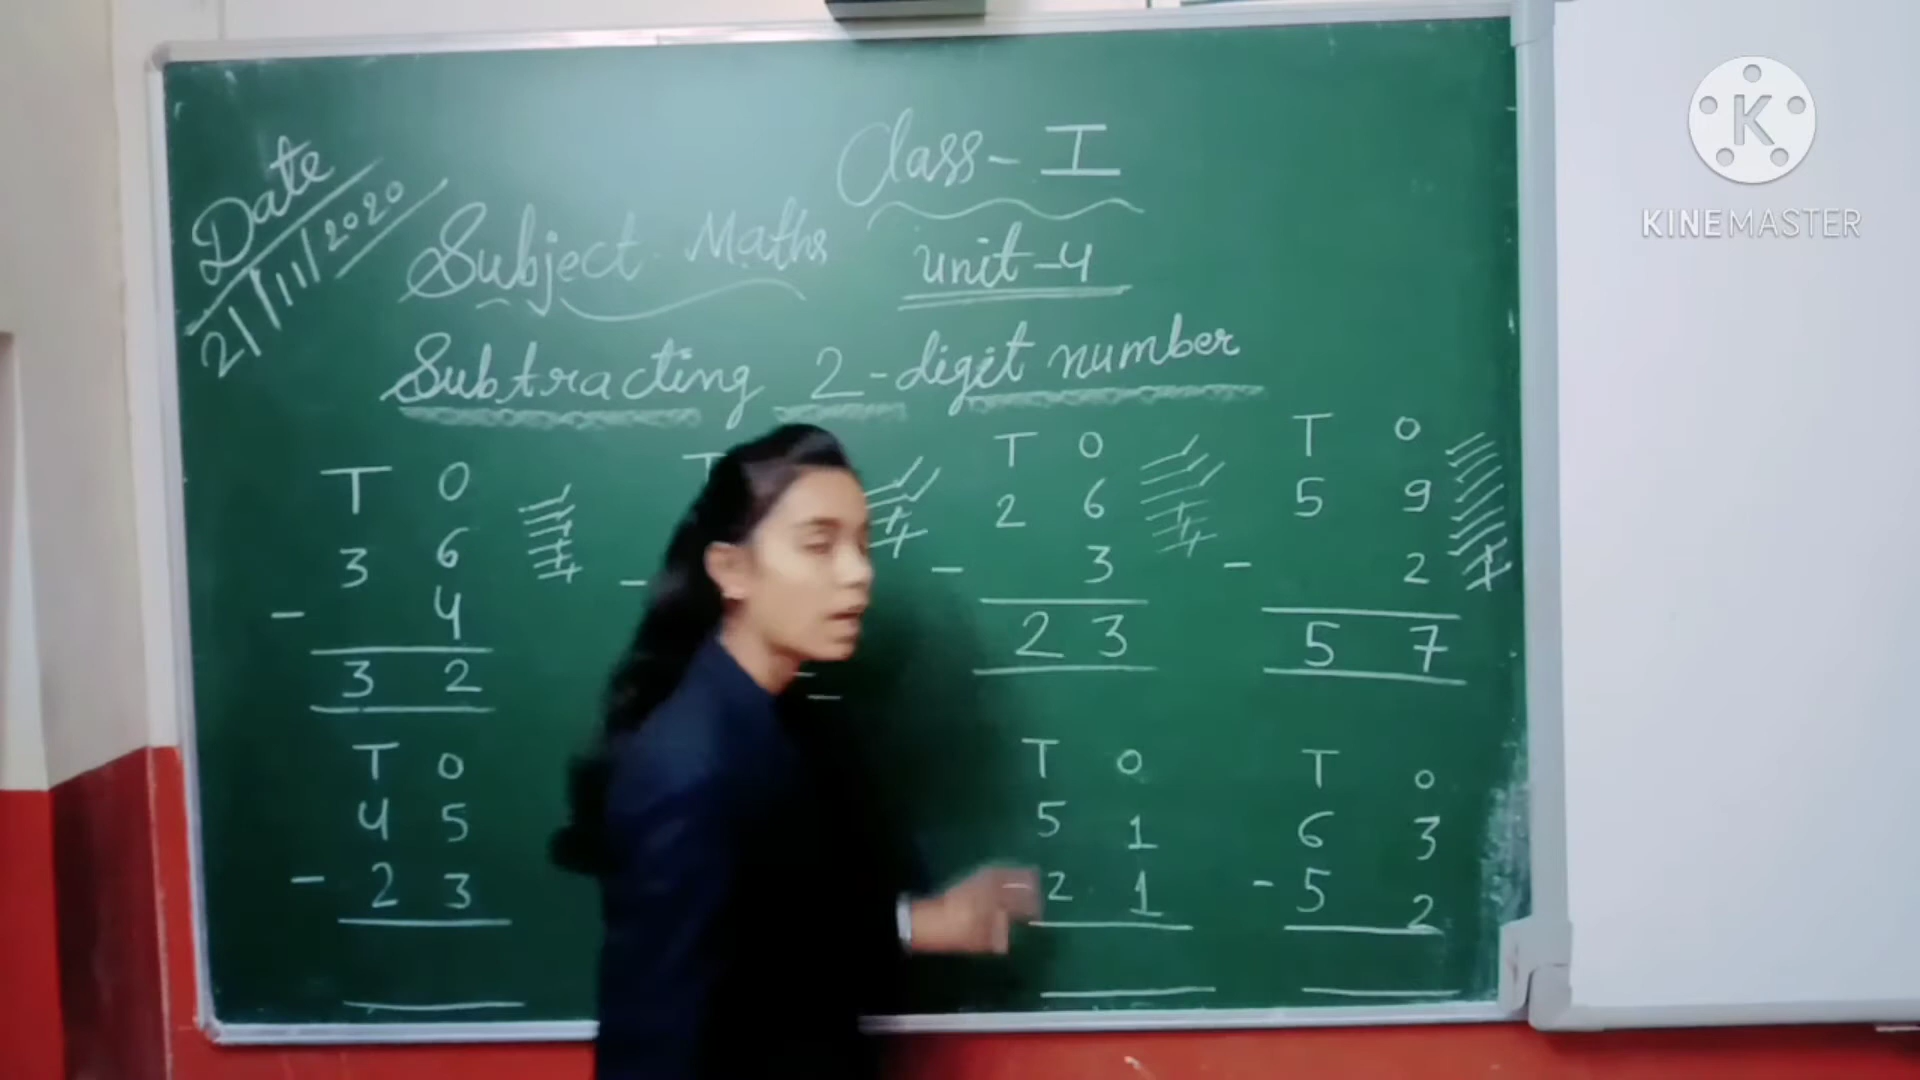 Date
21/11/2020
Class - I
Subject Maths
unit - 4
Subtracting 2-digit number
T O
3 6
- 4
3 2
T
-
T O
2 6
- 3
2 3
T O
5 9
- 2
5 7
T O
4 5
- 2 3
T O
5 1
- 2 1
T O
6 3
- 5 2
K
KINEMASTER